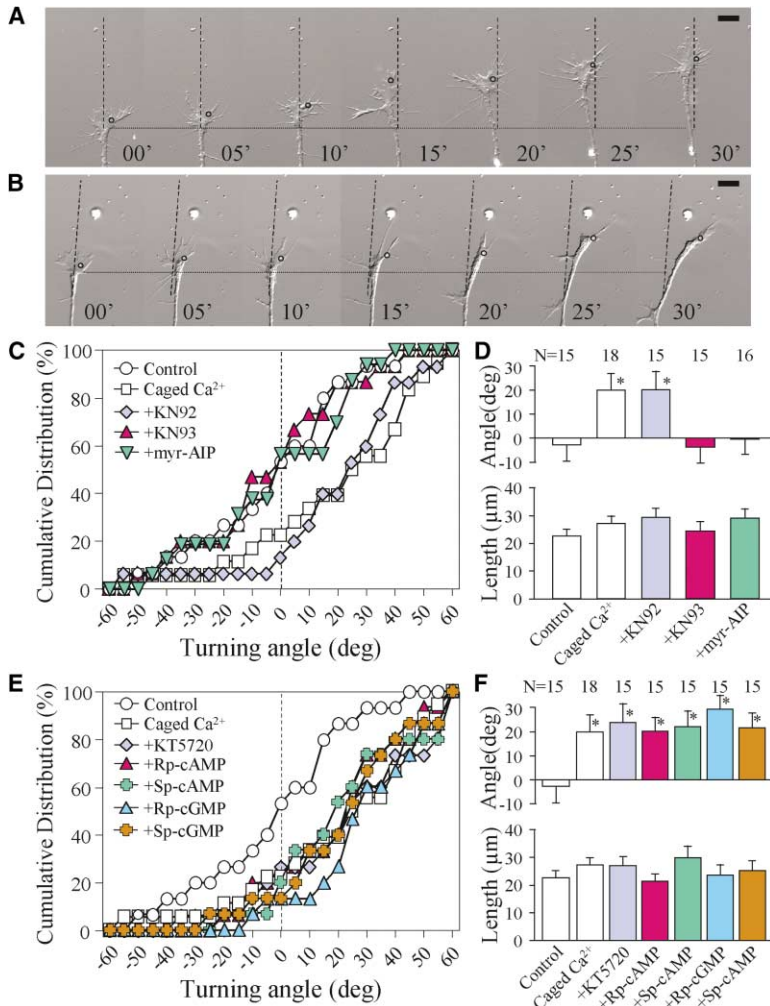 A
00' 05' 10' 15' 20' 25' 30'
B
00' 05' 10' 15' 20' 25' 30'
C
Cumulative Distribution (%)
100
80
60
40
20
0
Control
Caged Ca²⁺
+KN92
+KN93
+myr-AIP
-60 -50 -40 -30 -20 -10 0 10 20 30 40 50 60
Turning angle (deg)
D
N=15 18 15 15 16
Angle(deg)
30
20
10
0
-10
* *
Length (µm)
40
30
20
10
0
Control
Caged Ca²⁺
+KN92
+KN93
+myr-AIP
E
Cumulative Distribution (%)
100
80
60
40
20
0
Control
Caged Ca²⁺
+KT5720
+Rp-cAMP
+Sp-cAMP
+Rp-cGMP
+Sp-cGMP
-60 -50 -40 -30 -20 -10 0 10 20 30 40 50 60
Turning angle (deg)
F
N=15 18 15 15 15 15 15
Angle(deg)
30
20
10
0
-10
* * * * * *
Length (µm)
40
30
20
10
0
Control
Caged Ca²⁺
+KT5720
+Rp-cAMP
+Sp-cAMP
+Rp-cGMP
+Sp-cAMP